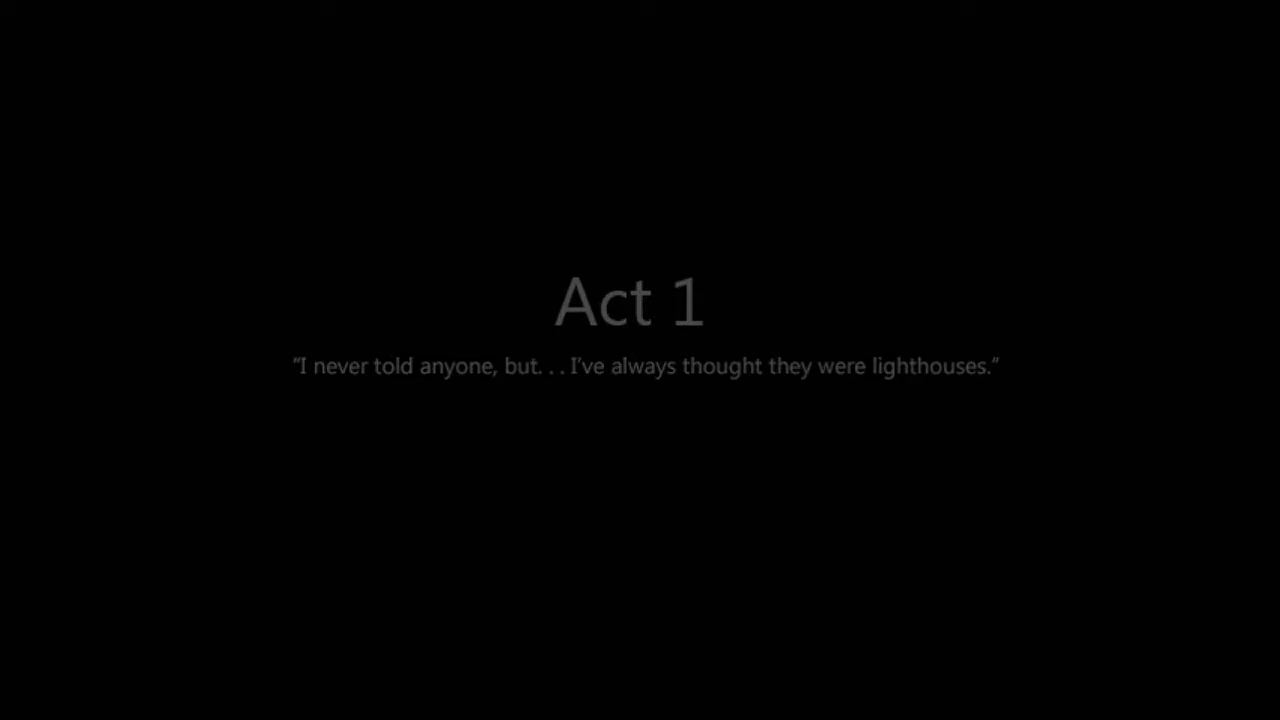 Act 1
“I never told anyone, but. . . I’ve always thought they were lighthouses.”